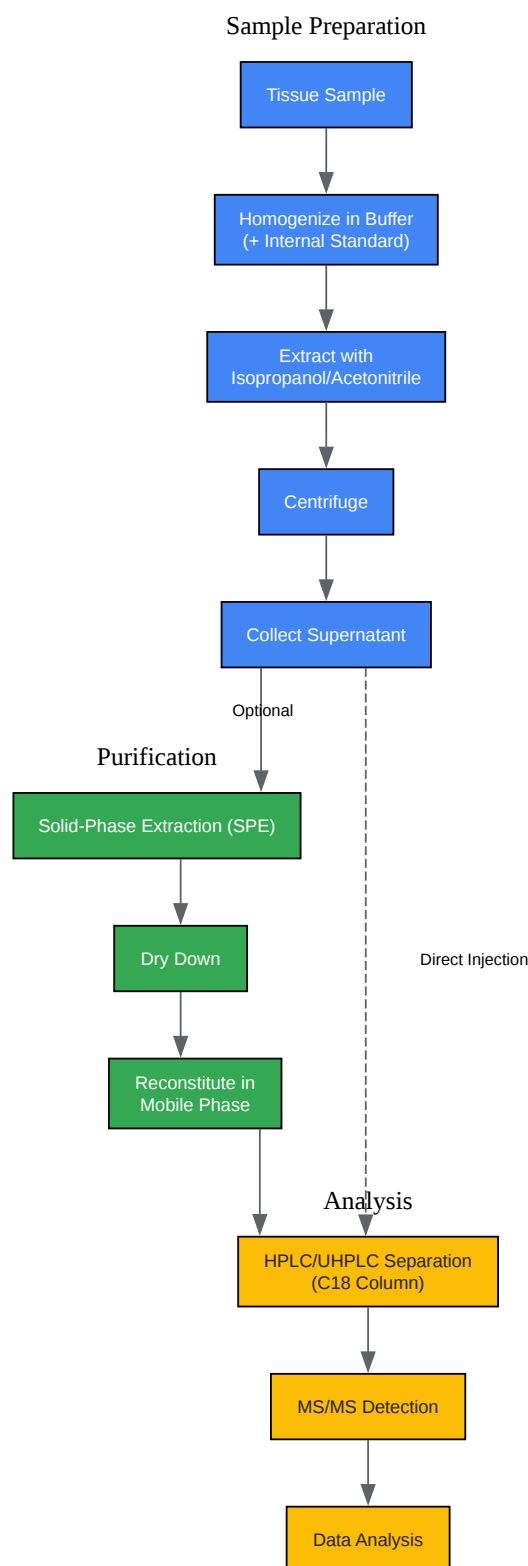 Sample Preparation
Tissue Sample
Homogenize in Buffer
(+ Internal Standard)
Extract with
Isopropanol/Acetonitrile
Centrifuge
Collect Supernatant
Optional
Purification
Solid-Phase Extraction (SPE)
Dry Down
Direct Injection
Reconstitute in
Mobile Phase
Analysis
HPLC/UHPLC Separation
(C18 Column)
MS/MS Detection
Data Analysis